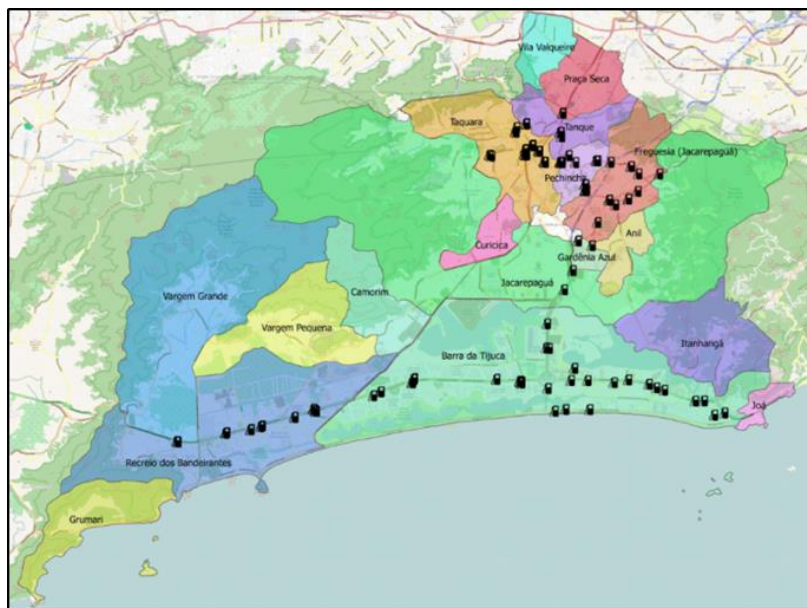 Vila Valqueire
Praça Seca
Taquara
Tanque
Freguesia (Jacarepaguá)
Pechincha
Anil
Curicica
Gardênia Azul
Jacarepaguá
Camorim
Vargem Grande
Vargem Pequena
Barra da Tijuca
Itanhangá
Joá
Recreio dos Bandeirantes
Grumari